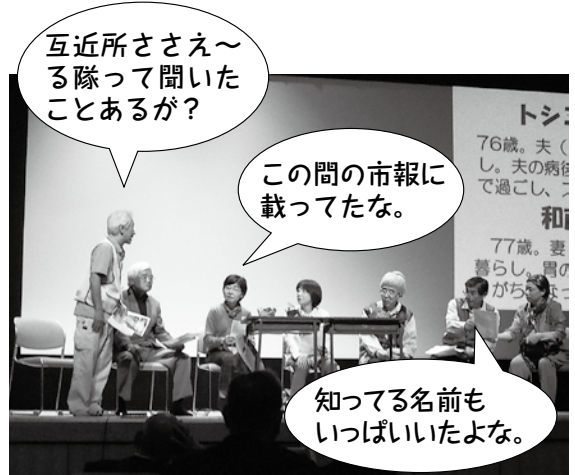 互近所ささえ～
る隊って聞いた
ことあるが？
この間の市報に
載ってたな。
トシ
76歳。夫（
し。夫の病後
で過ごし、
和
77歳。妻
暮らし。胃の
がち
知ってる名前も
いっぱいいたよな。